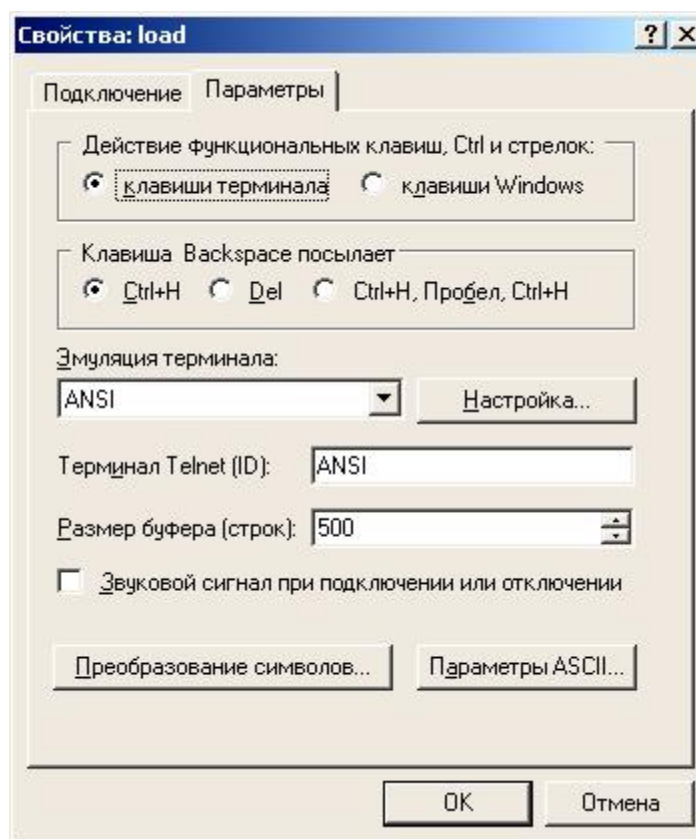 Свойства: load
? X
Подключение Параметры
Действие функциональных клавиш, Ctrl и стрелок:
клавиши терминала клавиши Windows
Клавиша Backspace посылает
Ctrl+H Del Ctrl+H, Пробел, Ctrl+H
Эмуляция терминала:
ANSI Настройка...
Терминал Telnet (ID): ANSI
Размер буфера (строк): 500
Звуковой сигнал при подключении или отключении
Преобразование символов... Параметры ASCII...
OK Отмена